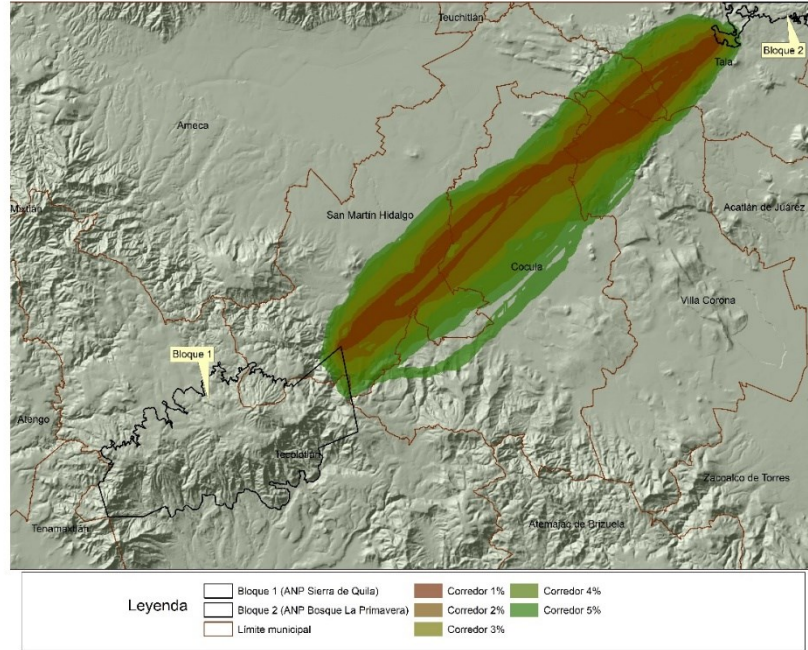 Teuchitlán
Bloque 2
Tala
Ameca
Mixtlán
San Martín Hidalgo
Acatlán de Juárez
Cocula
Villa Corona
Bloque 1
Atengo
Tecolotlán
Zacoalco de Torres
Tenamaxtlán
Atemajac de Brizuela
Leyenda
Bloque 1 (ANP Sierra de Quila)
Bloque 2 (ANP Bosque La Primavera)
Límite municipal
Corredor 1%
Corredor 2%
Corredor 3%
Corredor 4%
Corredor 5%